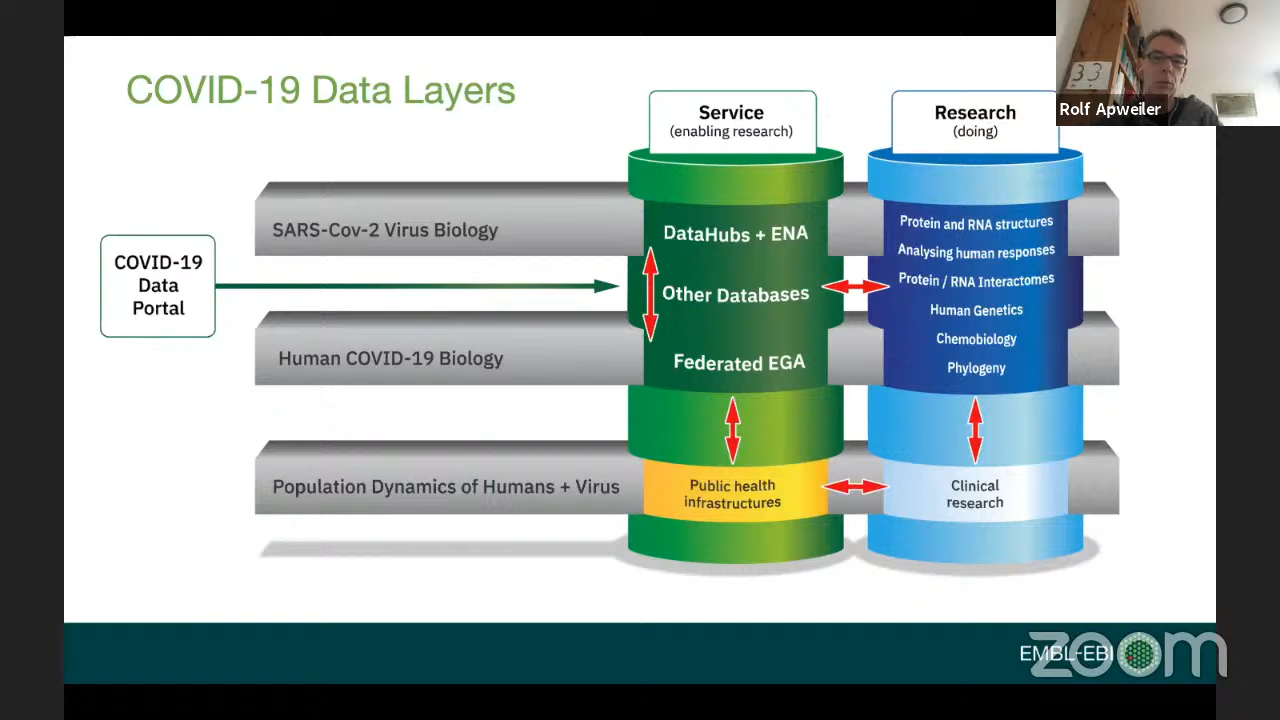 COVID-19 Data Layers
33
Rolf Apweiler
Service
(enabling research)
Research
(doing)
SARS-Cov-2 Virus Biology
DataHubs + ENA
Protein and RNA structures
Analysing human responses
COVID-19
Data
Portal
Other Databases
Protein / RNA Interactomes
Human Genetics
Chemobiology
Human COVID-19 Biology
Federated EGA
Phylogeny
Population Dynamics of Humans + Virus
Public health
infrastructures
Clinical
research
EMBL-EBI
zoom